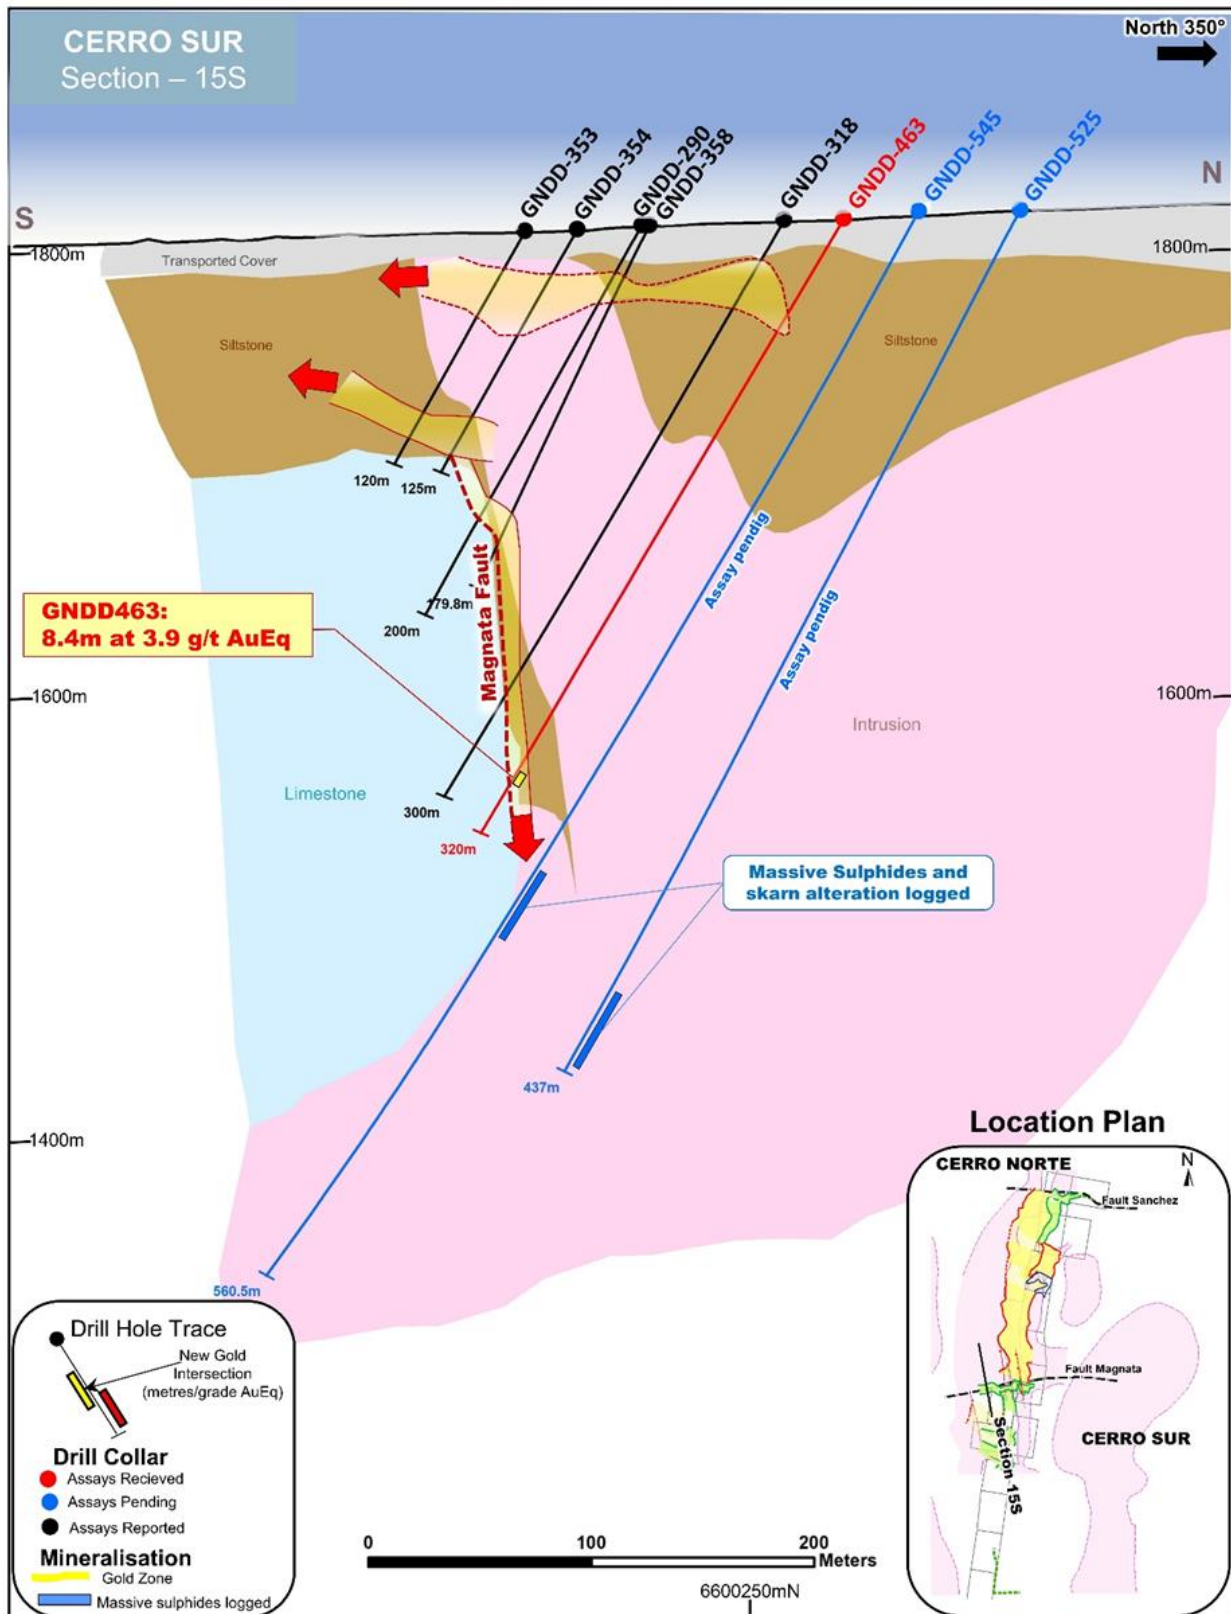 CERRO SUR
Section – 15S
North 350°
GNDD-353
GNDD-354
GNDD-290
GNDD-358
GNDD-318
GNDD-463
GNDD-545
GNDD-525
S
N
1800m
1800m
Transported Cover
Siltstone
Siltstone
120m
125m
Assay pendig
Assay pendig
Magnata Fault
179.8m
200m
GNDD463:
8.4m at 3.9 g/t AuEq
1600m
1600m
Intrusion
Limestone
300m
320m
Massive Sulphides and
skarn alteration logged
437m
1400m
560.5m
Location Plan
CERRO NORTE
N
Fault Sanchez
Fault Magnata
CERRO SUR
Section 15S
Drill Hole Trace
New Gold
Intersection
(metres/grade AuEq)
Drill Collar
Assays Recieved
Assays Pending
Assays Reported
Mineralisation
Gold Zone
Massive sulphides logged
0 100 200
Meters
6600250mN